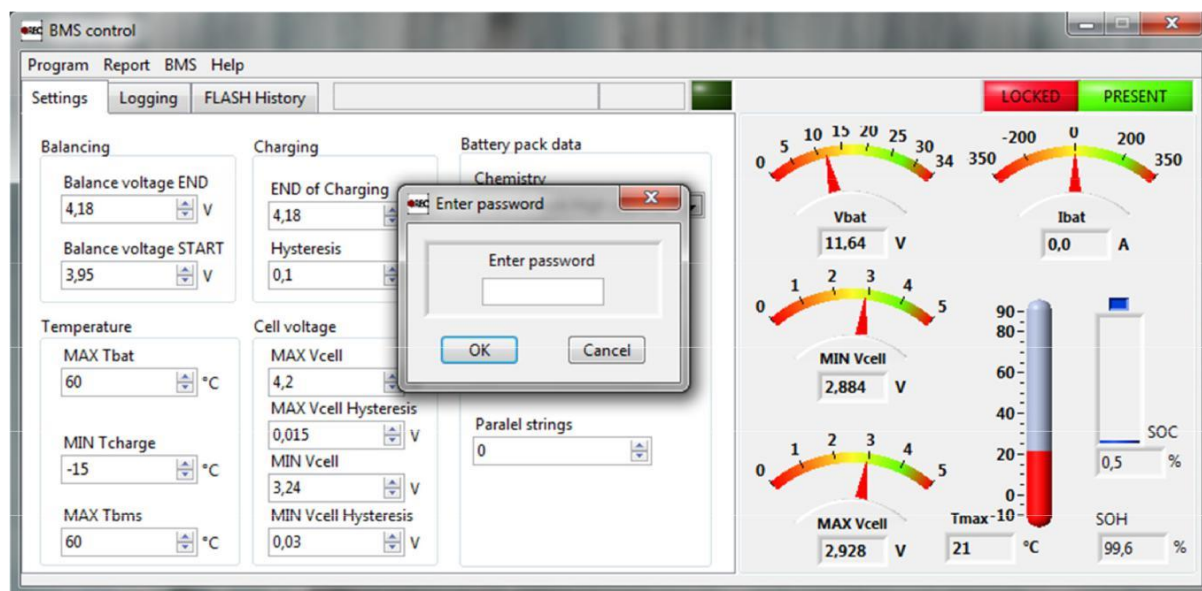 REC BMS control
Program Report BMS Help
Settings Logging FLASH History
LOCKED PRESENT
Balancing
Balance voltage END
4,18 V
Balance voltage START
3,95 V
Charging
END of Charging
4,18
Hysteresis
0,1
Battery pack data
Chemistry
Temperature
MAX Tbat
60 °C
MIN Tcharge
-15 °C
MAX Tbms
60 °C
Cell voltage
MAX Vcell
4,2
MAX Vcell Hysteresis
0,015 V
MIN Vcell
3,24 V
MIN Vcell Hysteresis
0,03 V
Paralel strings
0
REC Enter password
Enter password
OK Cancel
0 5 10 15 20 25 30 34
Vbat
11,64 V
350 -200 0 200 350
Ibat
0,0 A
0 1 2 3 4 5
MIN Vcell
2,884 V
0 1 2 3 4 5
MAX Vcell
2,928 V
90
80
60
40
20
0
-10
Tmax
21 °C
SOC
0,5 %
SOH
99,6 %